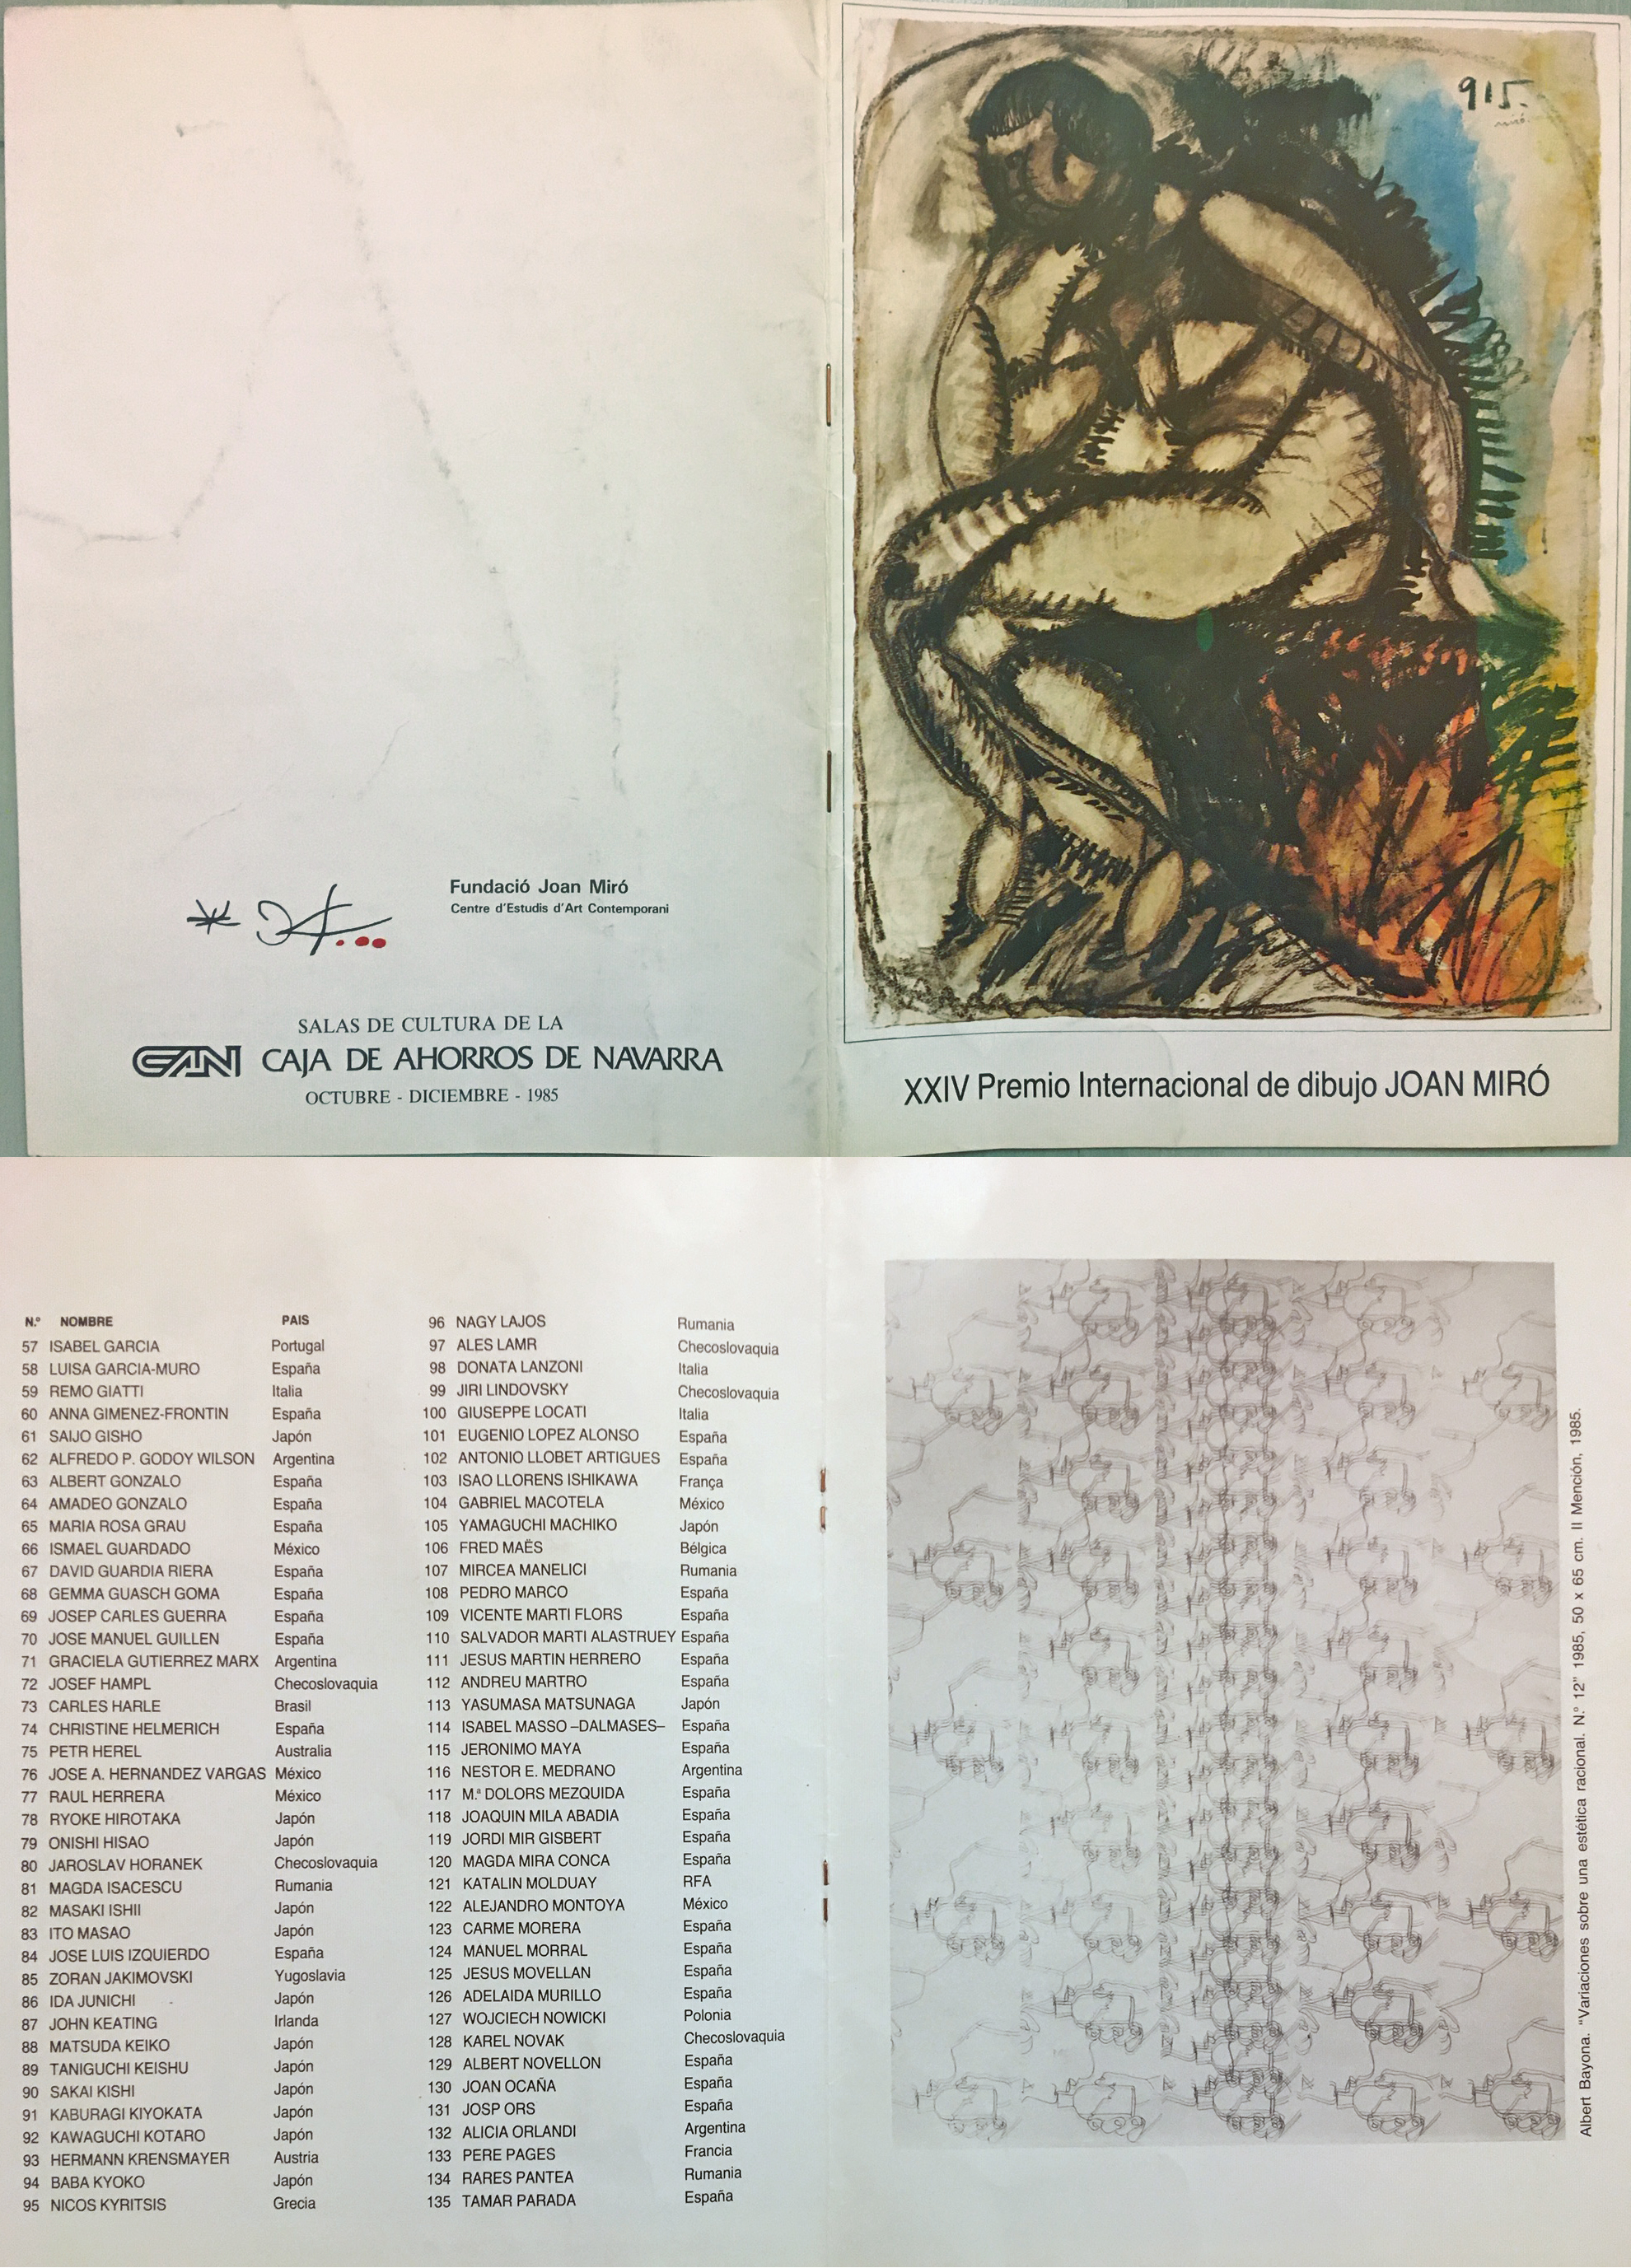 Fundació Joan Miró
Centre d'Estudis d'Art Contemporani
SALAS DE CULTURA DE LA
CAN CAJA DE AHORROS DE NAVARRA
OCTUBRE - DICIEMBRE - 1985
915.
XXIV Premio Internacional de dibujo JOAN MIRÓ
N.º NOMBRE PAIS
57 ISABEL GARCIA Portugal
58 LUISA GARCIA-MURO España
59 REMO GIATTI Italia
60 ANNA GIMENEZ-FRONTIN España
61 SAIJO GISHO Japón
62 ALFREDO P. GODOY WILSON Argentina
63 ALBERT GONZALO España
64 AMADEO GONZALO España
65 MARIA ROSA GRAU España
66 ISMAEL GUARDADO México
67 DAVID GUARDIA RIERA España
68 GEMMA GUASCH GOMA España
69 JOSEP CARLES GUERRA España
70 JOSE MANUEL GUILLEN España
71 GRACIELA GUTIERREZ MARX Argentina
72 JOSEF HAMPL Checoslovaquia
73 CARLES HARLE Brasil
74 CHRISTINE HELMERICH España
75 PETR HEREL Australia
76 JOSE A. HERNANDEZ VARGAS México
77 RAUL HERRERA México
78 RYOKE HIROTAKA Japón
79 ONISHI HISAO Japón
80 JAROSLAV HORANEK Checoslovaquia
81 MAGDA ISACESCU Rumania
82 MASAKI ISHII Japón
83 ITO MASAO Japón
84 JOSE LUIS IZQUIERDO España
85 ZORAN JAKIMOVSKI Yugoslavia
86 IDA JUNICHI Japón
87 JOHN KEATING Irlanda
88 MATSUDA KEIKO Japón
89 TANIGUCHI KEISHU Japón
90 SAKAI KISHI Japón
91 KABURAGI KIYOKATA Japón
92 KAWAGUCHI KOTARO Japón
93 HERMANN KRENSMAYER Austria
94 BABA KYOKO Japón
95 NICOS KYRITSIS Grecia
96 NAGY LAJOS Rumania
97 ALES LAMR Checoslovaquia
98 DONATA LANZONI Italia
99 JIRI LINDOVSKY Checoslovaquia
100 GIUSEPPE LOCATI Italia
101 EUGENIO LOPEZ ALONSO España
102 ANTONIO LLOBET ARTIGUES España
103 ISAO LLORENS ISHIKAWA França
104 GABRIEL MACOTELA México
105 YAMAGUCHI MACHIKO Japón
106 FRED MAËS Bélgica
107 MIRCEA MANELICI Rumania
108 PEDRO MARCO España
109 VICENTE MARTI FLORS España
110 SALVADOR MARTI ALASTRUEY España
111 JESUS MARTIN HERRERO España
112 ANDREU MARTRO España
113 YASUMASA MATSUNAGA Japón
114 ISABEL MASSO –DALMASES– España
115 JERONIMO MAYA España
116 NESTOR E. MEDRANO Argentina
117 M.ª DOLORS MEZQUIDA España
118 JOAQUIN MILA ABADIA España
119 JORDI MIR GISBERT España
120 MAGDA MIRA CONCA España
121 KATALIN MOLDUAY RFA
122 ALEJANDRO MONTOYA México
123 CARME MORERA España
124 MANUEL MORRAL España
125 JESUS MOVELLAN España
126 ADELAIDA MURILLO España
127 WOJCIECH NOWICKI Polonia
128 KAREL NOVAK Checoslovaquia
129 ALBERT NOVELLON España
130 JOAN OCAÑA España
131 JOSP ORS España
132 ALICIA ORLANDI Argentina
133 PERE PAGES Francia
134 RARES PANTEA Rumania
135 TAMAR PARADA España
Albert Bayona. "Variaciones sobre una estética racional. N.º 12" 1985, 50 x 65 cm. II Mención, 1985.